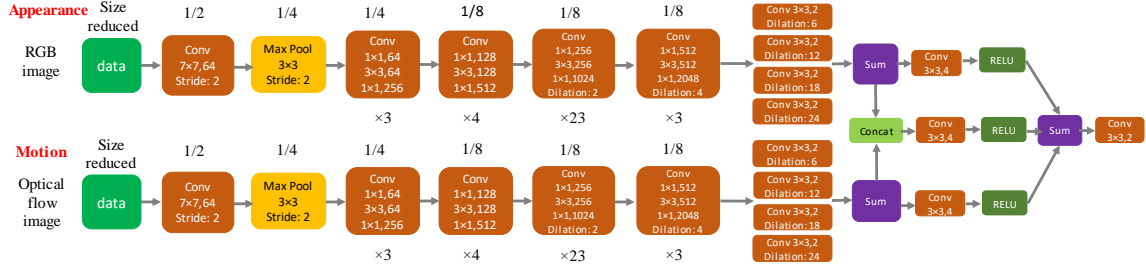 Appearance
Size reduced
1/2
1/4
1/4
1/8
1/8
1/8
RGB image
data
Conv
7×7,64
Stride: 2
Max Pool
3×3
Stride: 2
Conv
1×1,64
3×3,64
1×1,256
Conv
1×1,128
3×3,128
1×1,512
Conv
1×1,256
3×3,256
1×1,1024
Dilation: 2
Conv
1×1,512
3×3,512
1×1,2048
Dilation: 4
Conv 3×3,2
Dilation: 6
Conv 3×3,2
Dilation: 12
Conv 3×3,2
Dilation: 18
Conv 3×3,2
Dilation: 24
×3
×4
×23
×3
Sum
Conv
3×3,4
RELU
Concat
Conv
3×3,4
RELU
Sum
Conv
3×3,2
Motion
Size
reduced
1/2
1/4
1/4
1/8
1/8
1/8
Optical
flow
image
data
Conv
7×7,64
Stride: 2
Max Pool
3×3
Stride: 2
Conv
1×1,64
3×3,64
1×1,256
Conv
1×1,128
3×3,128
1×1,512
Conv
1×1,256
3×3,256
1×1,1024
Dilation: 2
Conv
1×1,512
3×3,512
1×1,2048
Dilation: 4
Conv 3×3,2
Dilation: 6
Conv 3×3,2
Dilation: 12
Conv 3×3,2
Dilation: 18
Conv 3×3,2
Dilation: 24
Sum
Conv
3×3,4
RELU
×3
×4
×23
×3